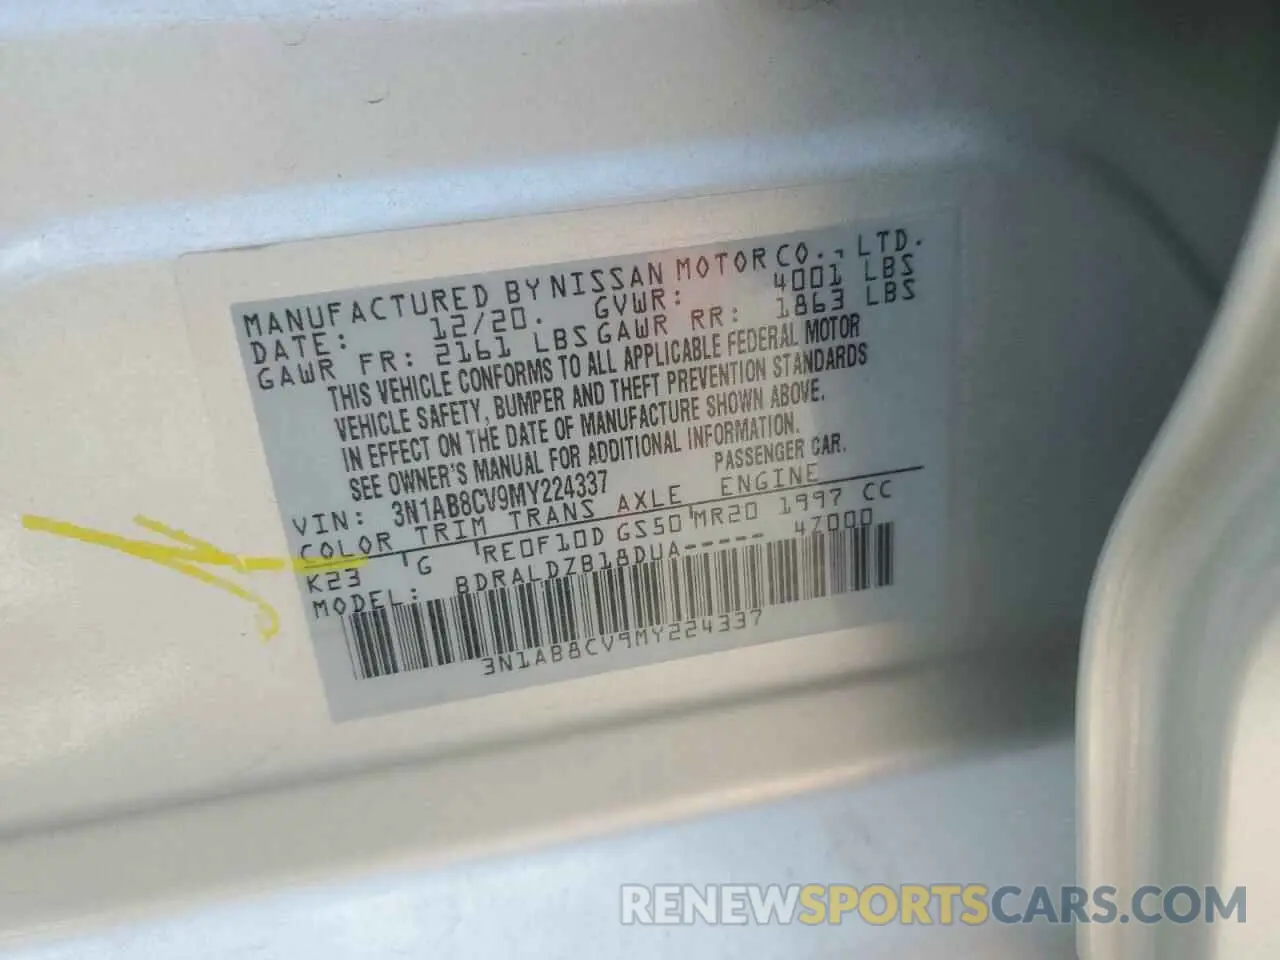 MANUFACTURED BY NISSAN MOTOR CO., LTD.
DATE: 12/20. GVWR: 4001 LBS
GAWR FR: 2161 LBS GAWR RR: 1863 LBS
THIS VEHICLE CONFORMS TO ALL APPLICABLE FEDERAL MOTOR
VEHICLE SAFETY, BUMPER AND THEFT PREVENTION STANDARDS
IN EFFECT ON THE DATE OF MANUFACTURE SHOWN ABOVE.
SEE OWNER'S MANUAL FOR ADDITIONAL INFORMATION.
VIN: 3N1AB8CV9MY224337 PASSENGER CAR.
COLOR TRIM TRANS AXLE ENGINE
K23 G RE0F10D GS50 MR20 1997 CC
MODEL: BDRALDZB18DUA----- 47000
3N1AB8CV9MY224337
RENEWSPORTSCARS.COM